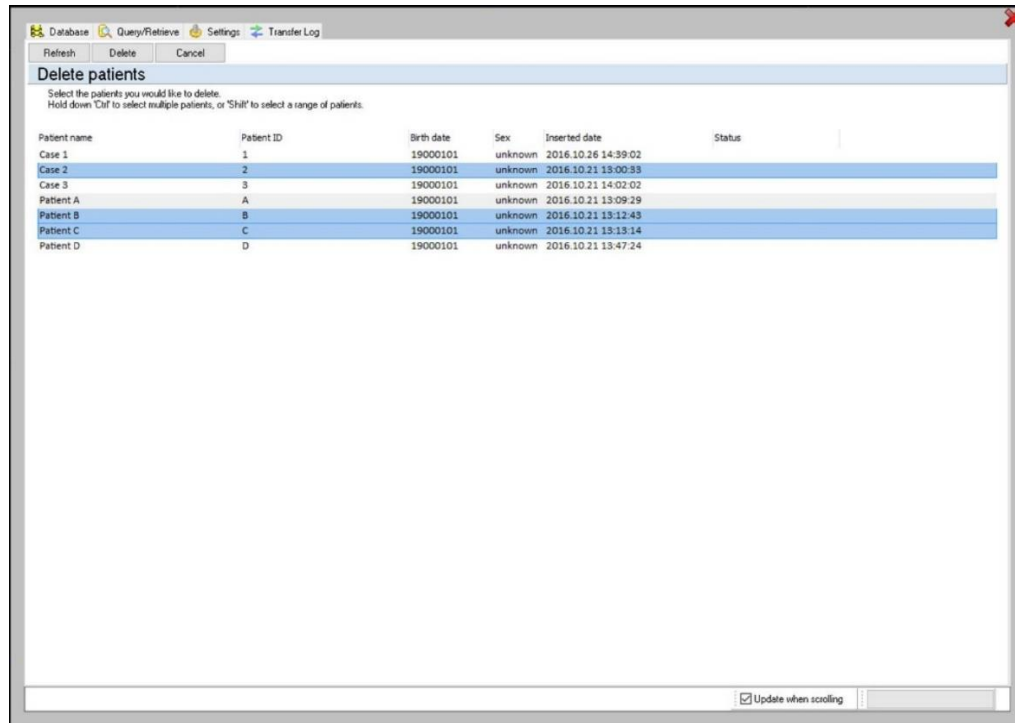 Database Query/Retrieve Settings Transfer Log
Refresh Delete Cancel
Delete patients
Select the patients you would like to delete.
Hold down 'Ctrl' to select multiple patients, or 'Shift' to select a range of patients.
Patient name Patient ID Birth date Sex Inserted date Status
Case 1 1 19000101 unknown 2016.10.26 14:39:02
Case 2 2 19000101 unknown 2016.10.21 13:00:33
Case 3 3 19000101 unknown 2016.10.21 14:02:02
Patient A A 19000101 unknown 2016.10.21 13:09:29
Patient B B 19000101 unknown 2016.10.21 13:12:43
Patient C C 19000101 unknown 2016.10.21 13:13:14
Patient D D 19000101 unknown 2016.10.21 13:47:24
Update when scrolling